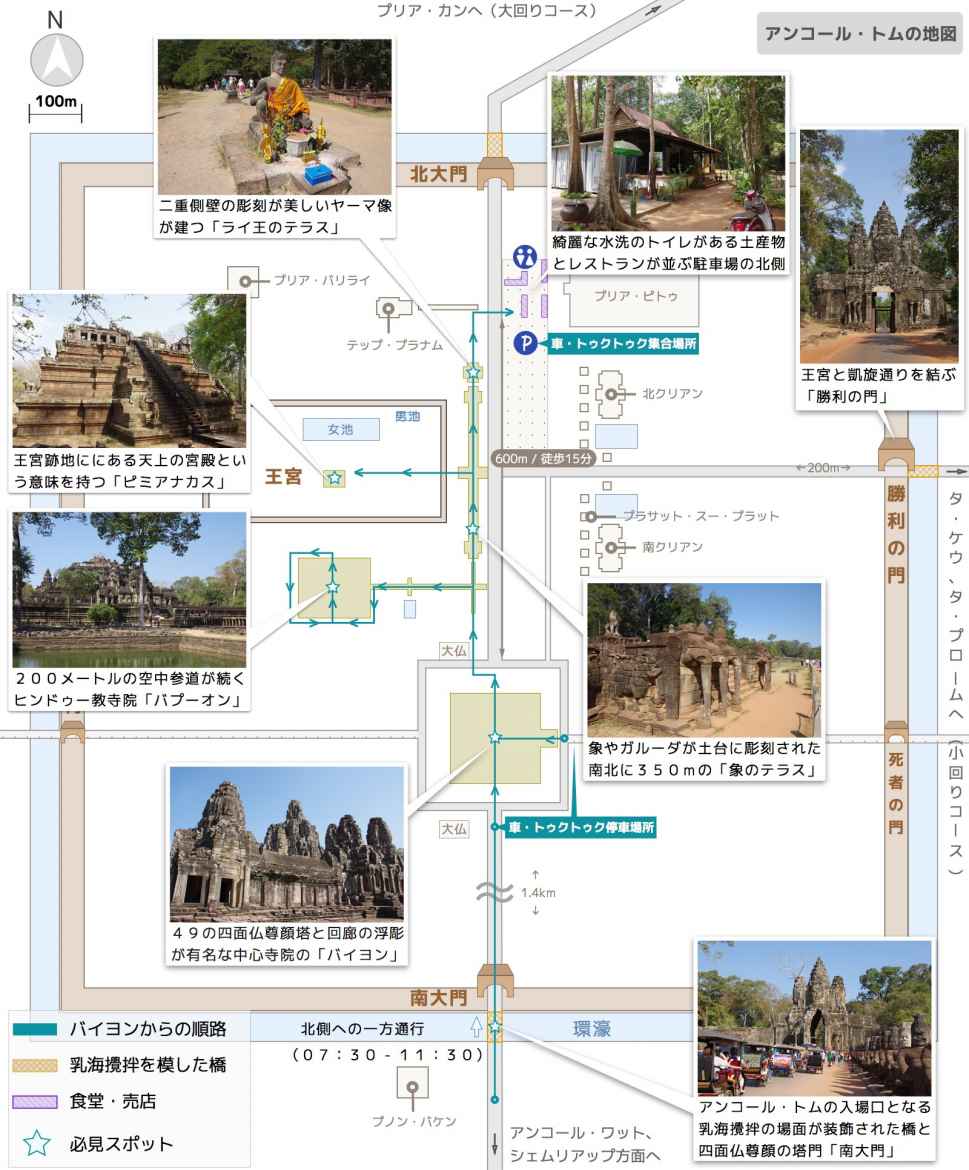 プリア・カンへ（大回りコース）
アンコール・トムの地図
N
100m
北大門
二重側壁の彫刻が美しいヤーマ像
が建つ「ライ王のテラス」
綺麗な水洗のトイレがある土産物
とレストランが並ぶ駐車場の北側
プリア・パリライ
プリア・ピトゥ
テップ・プラナム
P
車・トゥクトゥク集合場所
王宮と凱旋通りを結ぶ
「勝利の門」
北クリアン
男池
女池
王宮跡地ににある天上の宮殿とい
う意味を持つ「ピミアナカス」
王宮
600m / 徒歩15分
←200m→
勝利の門
プラサット・スー・プラット
南クリアン
タ・ケウ、タ・プロームへ（小回りコース）
２００メートルの空中参道が続く
ヒンドゥー教寺院「バプーオン」
大仏
象やガルーダが土台に彫刻された
南北に３５０ｍの「象のテラス」
死者の門
大仏
車・トゥクトゥク停車場所
1.4km
４９の四面仏尊顔塔と回廊の浮彫
が有名な中心寺院の「バイヨン」
南大門
バイヨンからの順路
北側への一方通行
環濠
（07：30-11：30）
乳海攪拌を模した橋
食堂・売店
必見スポット
プノン・バケン
アンコール・トムの入場口となる
乳海攪拌の場面が装飾された橋と
四面仏尊顔の塔門「南大門」
アンコール・ワット、
シェムリアップ方面へ